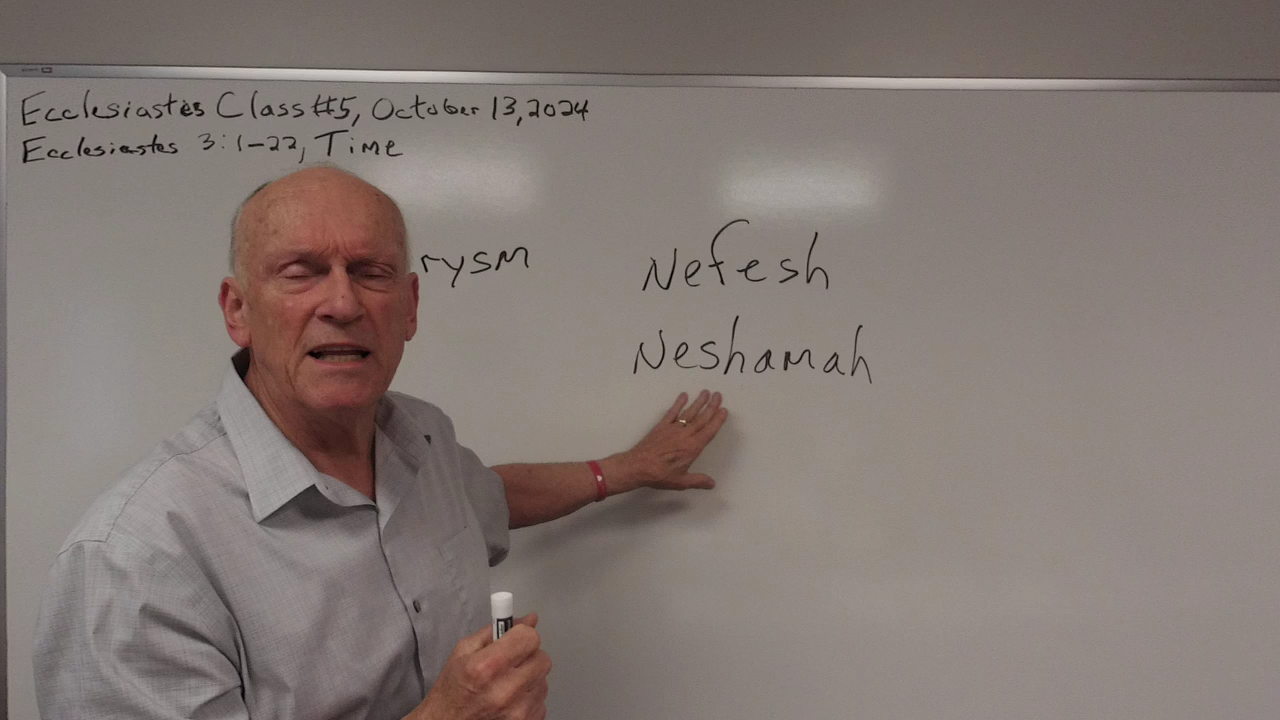 Ecclesiastes Class #5, October 13, 2024
Ecclesiastes 3:1-22, Time
rysm
Nefesh
Neshamah